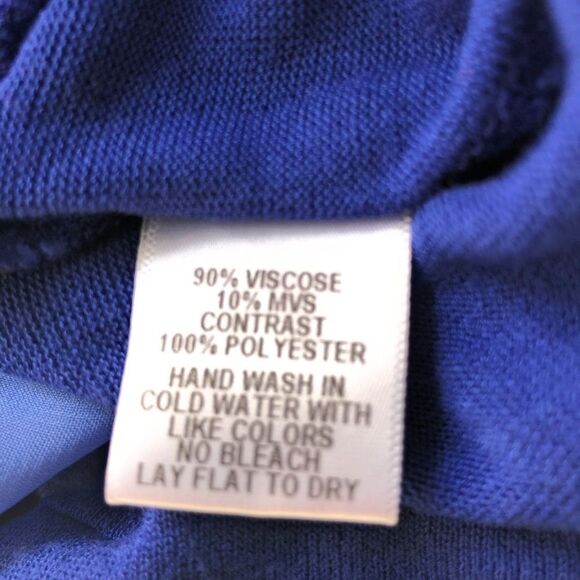 90% VISCOSE
10% MVS
CONTRAST
100% POLYESTER
HAND WASH IN
COLD WATER WITH
LIKE COLORS
NO BLEACH
LAY FLAT TO DRY